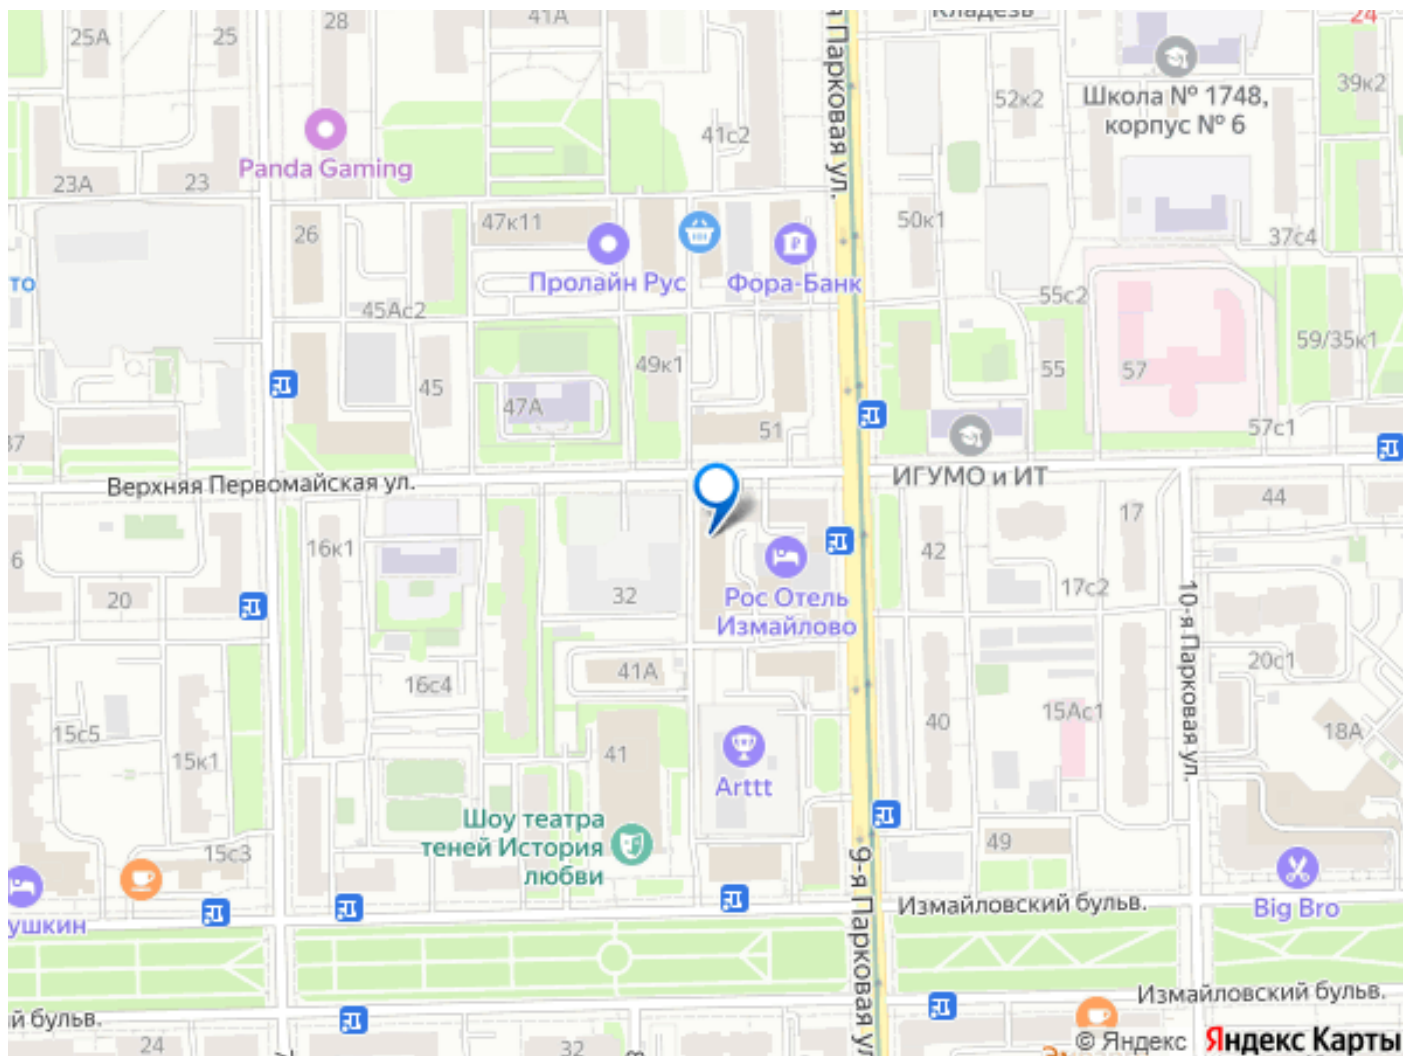 28
41А
Кладезь
24
25А
25
я Парковая ул.
39к2
52к2
Школа № 1748,
корпус № 6
41с2
Panda Gaming
23А
23
47к11
50к1
26
37с4
то
Пролайн Рус
Фора-Банк
55с2
45Ас2
59/35к1
49к1
55
57
45
47А
51
57с1
37
Верхняя Первомайская ул.
ИГУМО и ИТ
44
17
16к1
42
6
20
32
Рос Отель
Измайлово
17с2
10-я Парковая ул.
41А
20с1
16с4
15с5
40
15Ас1
18А
15к1
41
Arttt
Шоу театра
теней История
любви
49
15с3
9-я Парковая ул
ушкин
Измайловский бульв.
Big Bro
Измайловский бульв.
й бульв.
24
32
© Яндекс
Яндекс Карты